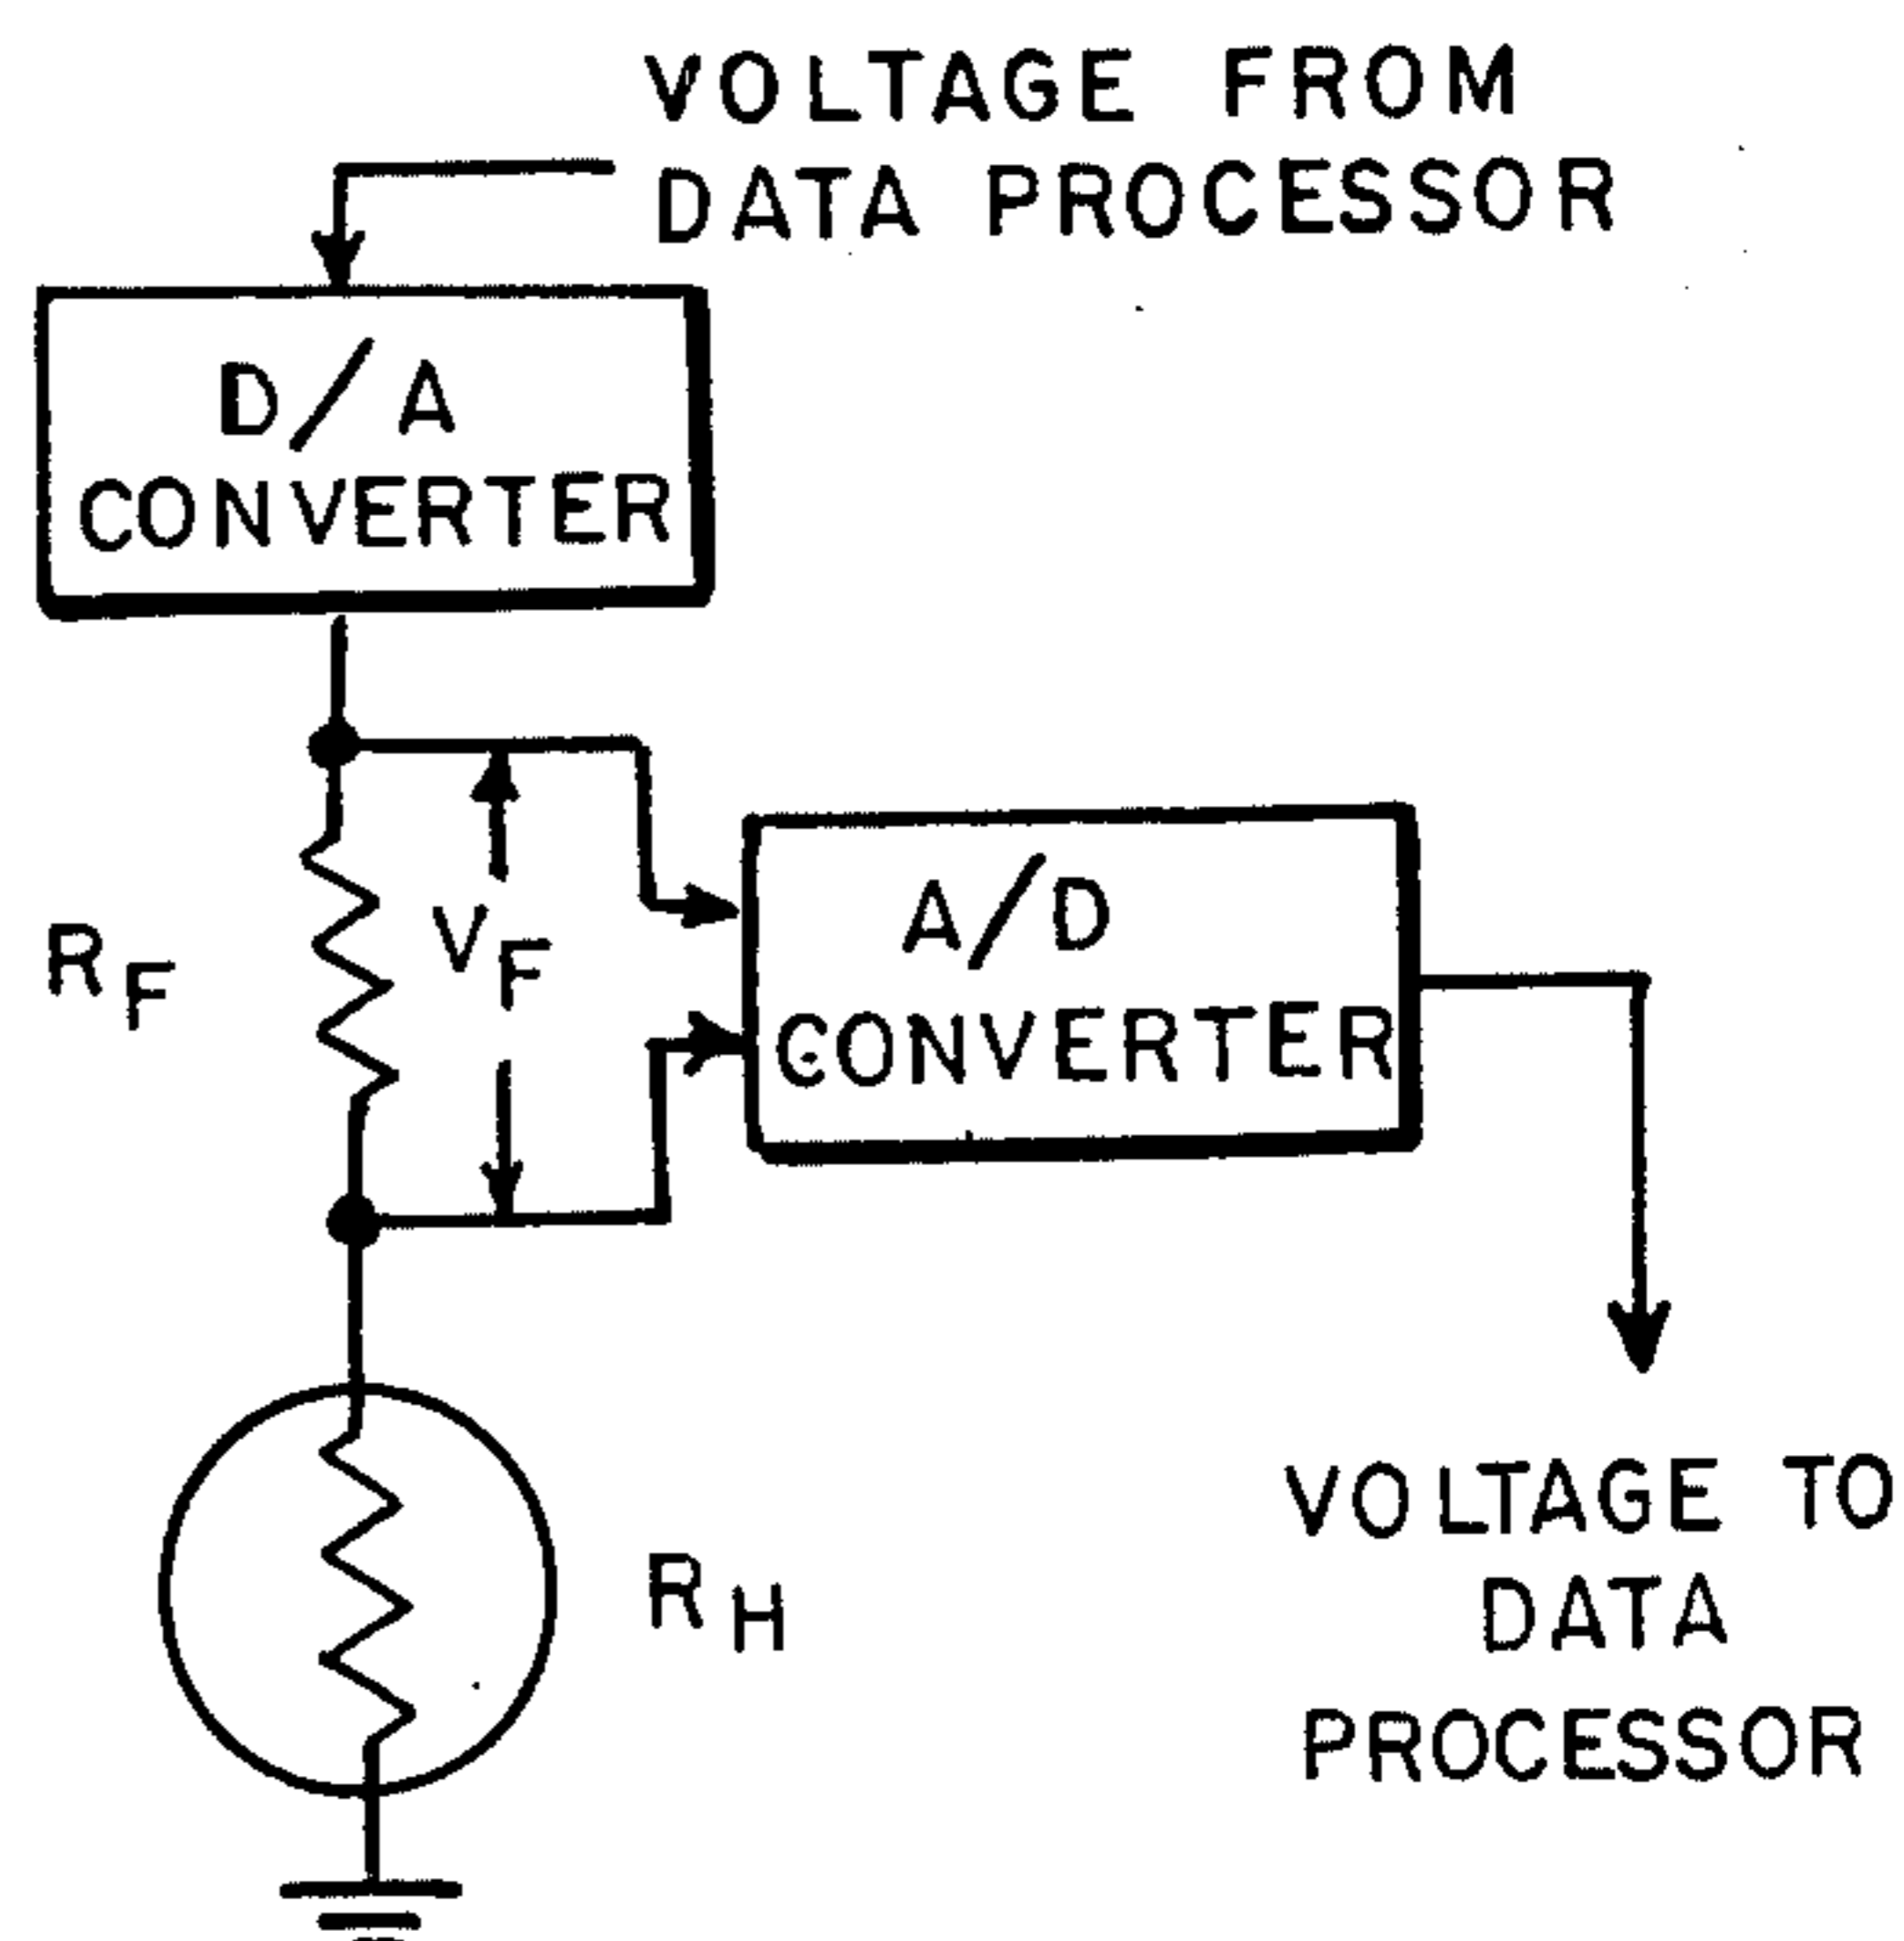 VOLTAGE FROM
DATA PROCESSOR
D/A
CONVERTER
RF
VF
A/D
CONVERTER
RH
VOLTAGE TO
DATA
PROCESSOR